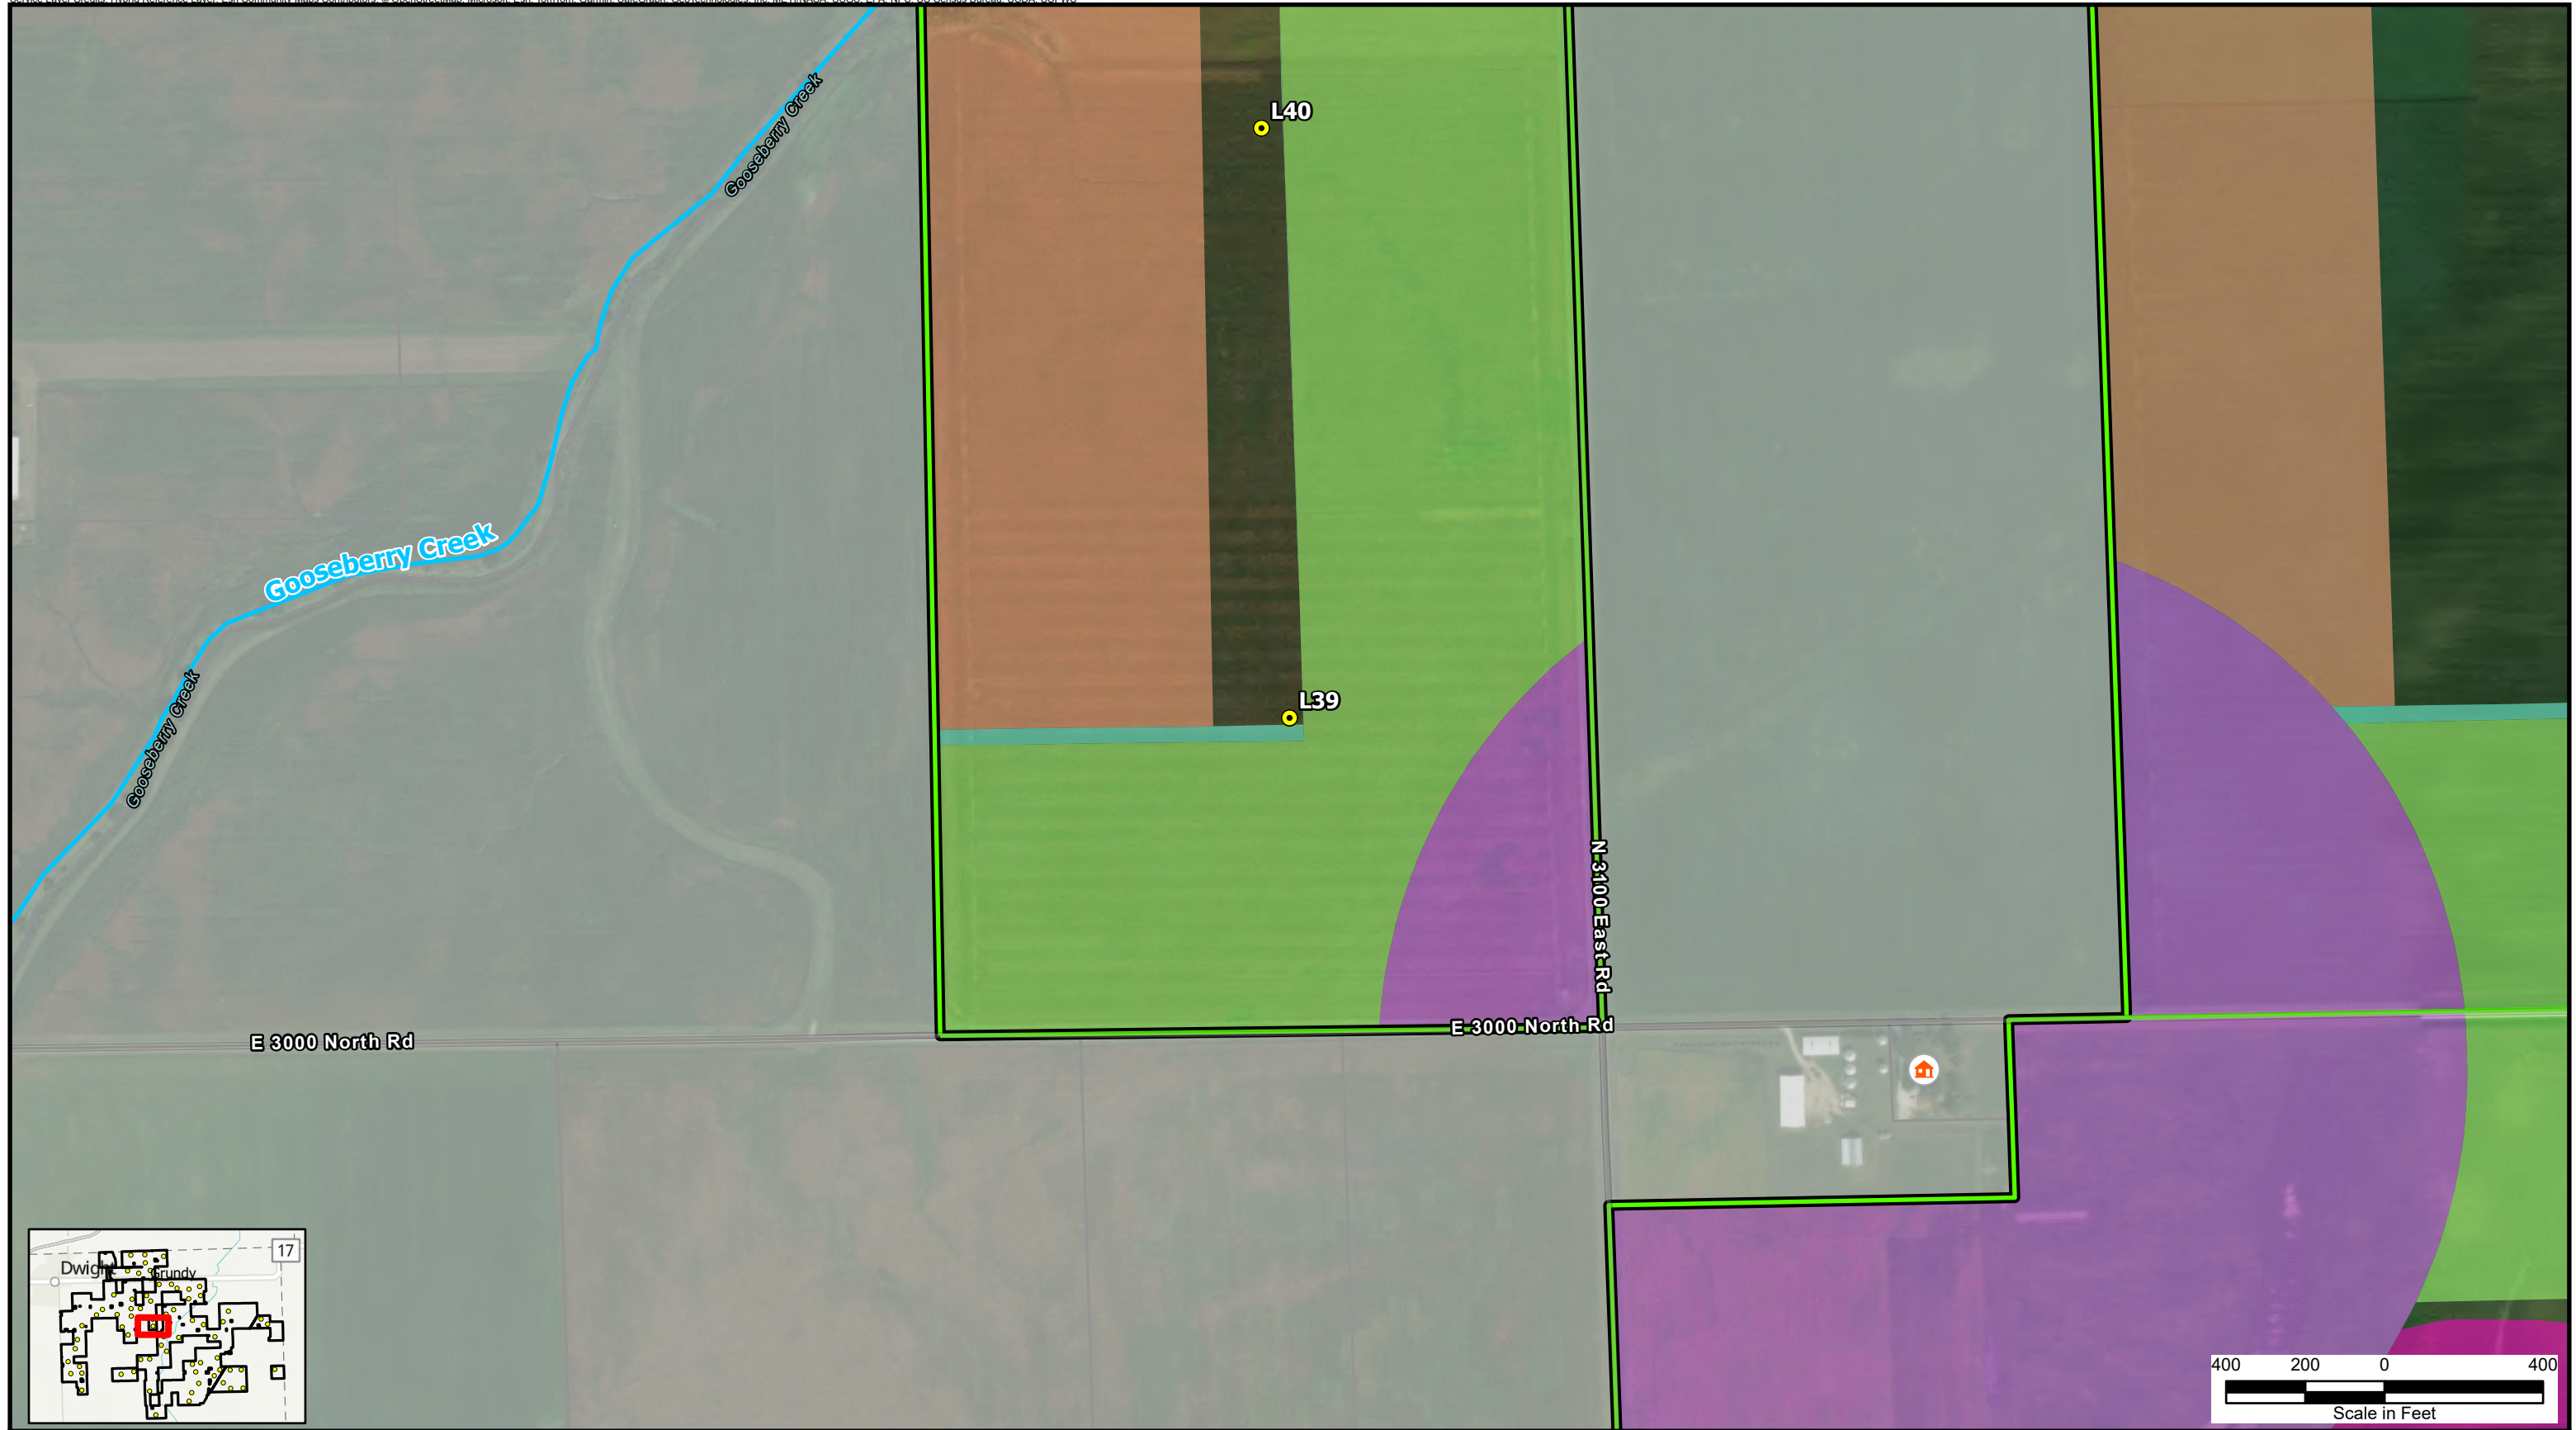 L40
Gooseberry Creek
Gooseberry Creek
L39
Gooseberry Creek
N 3100 East Rd
E 3000 North Rd
E 3000 North Rd
17
Dwight
Grundy
400 200 0 400
Scale in Feet